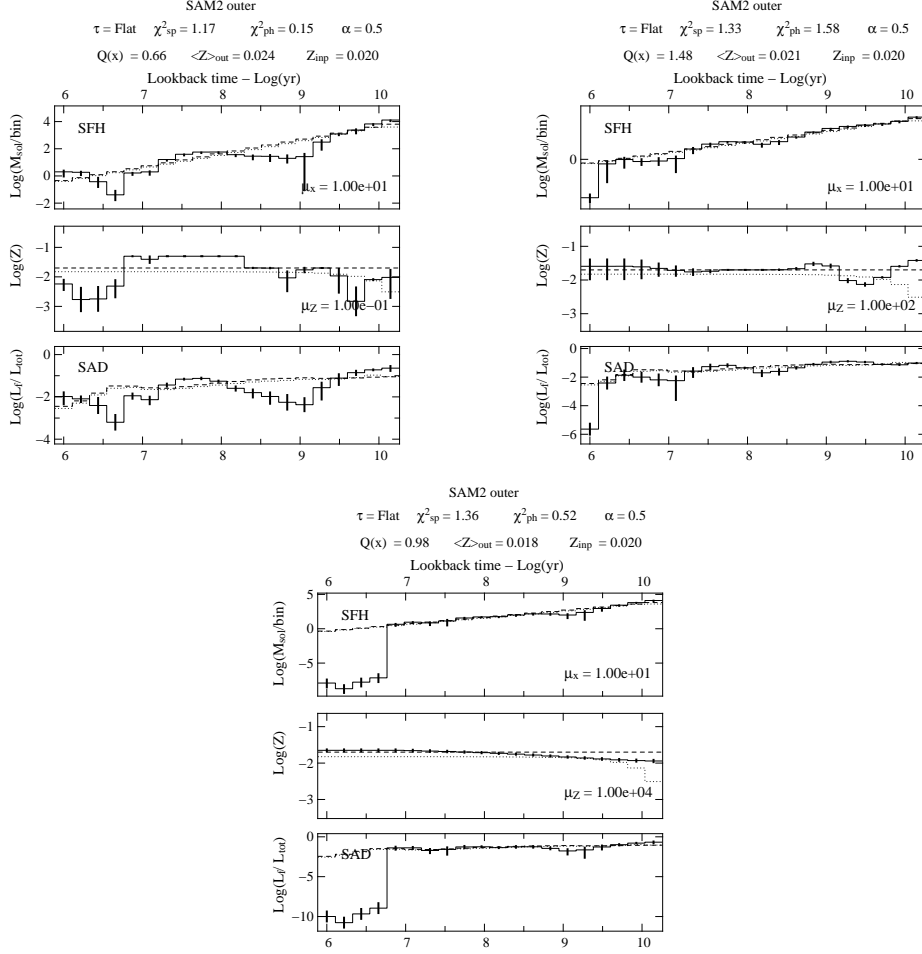 SAM2 outer
τ = Flat χ²sp = 1.17 χ²ph = 0.15 α = 0.5
Q(x) = 0.66 <Z>out = 0.024 Zinp = 0.020
Lookback time − Log(yr)
6 7 8 9 10
Log(Msol/bin)
4
2
0
−2
SFH
μx = 1.00e+01
Log(Z)
−1
−2
−3
μZ = 1.00e−01
Log(Lf/ Ltot)
0
−2
−4
SAD
6 7 8 9 10
SAM2 outer
τ = Flat χ²sp = 1.33 χ²ph = 1.58 α = 0.5
Q(x) = 1.48 <Z>out = 0.021 Zinp = 0.020
Lookback time − Log(yr)
6 7 8 9 10
Log(Msol/bin)
0
SFH
μx = 1.00e+01
Log(Z)
−1
−2
−3
μZ = 1.00e+02
Log(Lf/ Ltot)
0
−2
−4
−6
SAD
6 7 8 9 10
SAM2 outer
τ = Flat χ²sp = 1.36 χ²ph = 0.52 α = 0.5
Q(x) = 0.98 <Z>out = 0.018 Zinp = 0.020
Lookback time − Log(yr)
6 7 8 9 10
Log(Msol/bin)
5
0
−5
SFH
μx = 1.00e+01
Log(Z)
−1
−2
−3
μZ = 1.00e+04
Log(Lf/ Ltot)
0
−5
−10
SAD
6 7 8 9 10